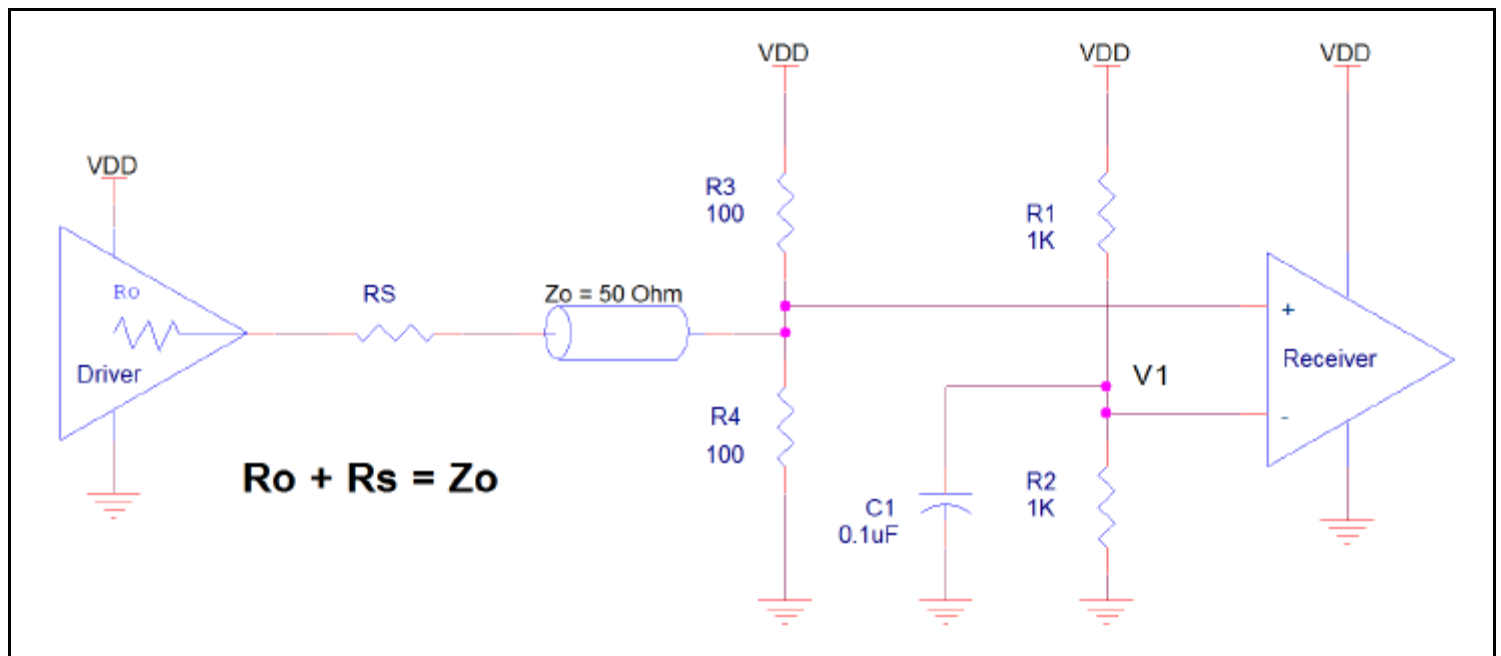 VDD
VDD
VDD
VDD
R3
100
R1
1K
Ro
RS
Zo = 50 Ohm
+
Receiver
Driver
V1
-
R4
100
Ro + Rs = Zo
R2
1K
C1
0.1uF